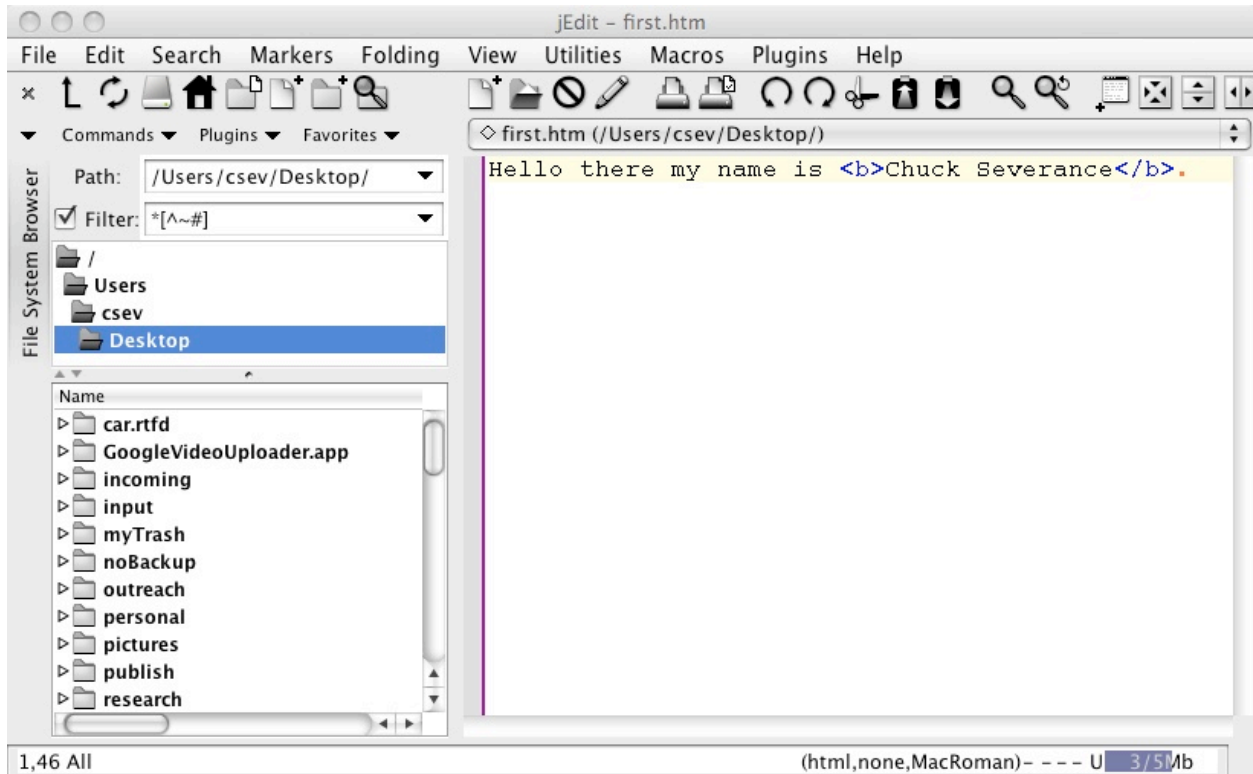 jEdit – first.htm
File Edit Search Markers Folding View Utilities Macros Plugins Help
Commands Plugins Favorites
first.htm (/Users/csev/Desktop/)
File System Browser
Path: /Users/csev/Desktop/
Filter: *[^~#]
/
Users
csev
Desktop
Name
car.rtfd
GoogleVideoUploader.app
incoming
input
myTrash
noBackup
outreach
personal
pictures
publish
research
Hello there my name is <b>Chuck Severance</b>.
1,46 All
(html,none,MacRoman)– – – – U 3/5Mb